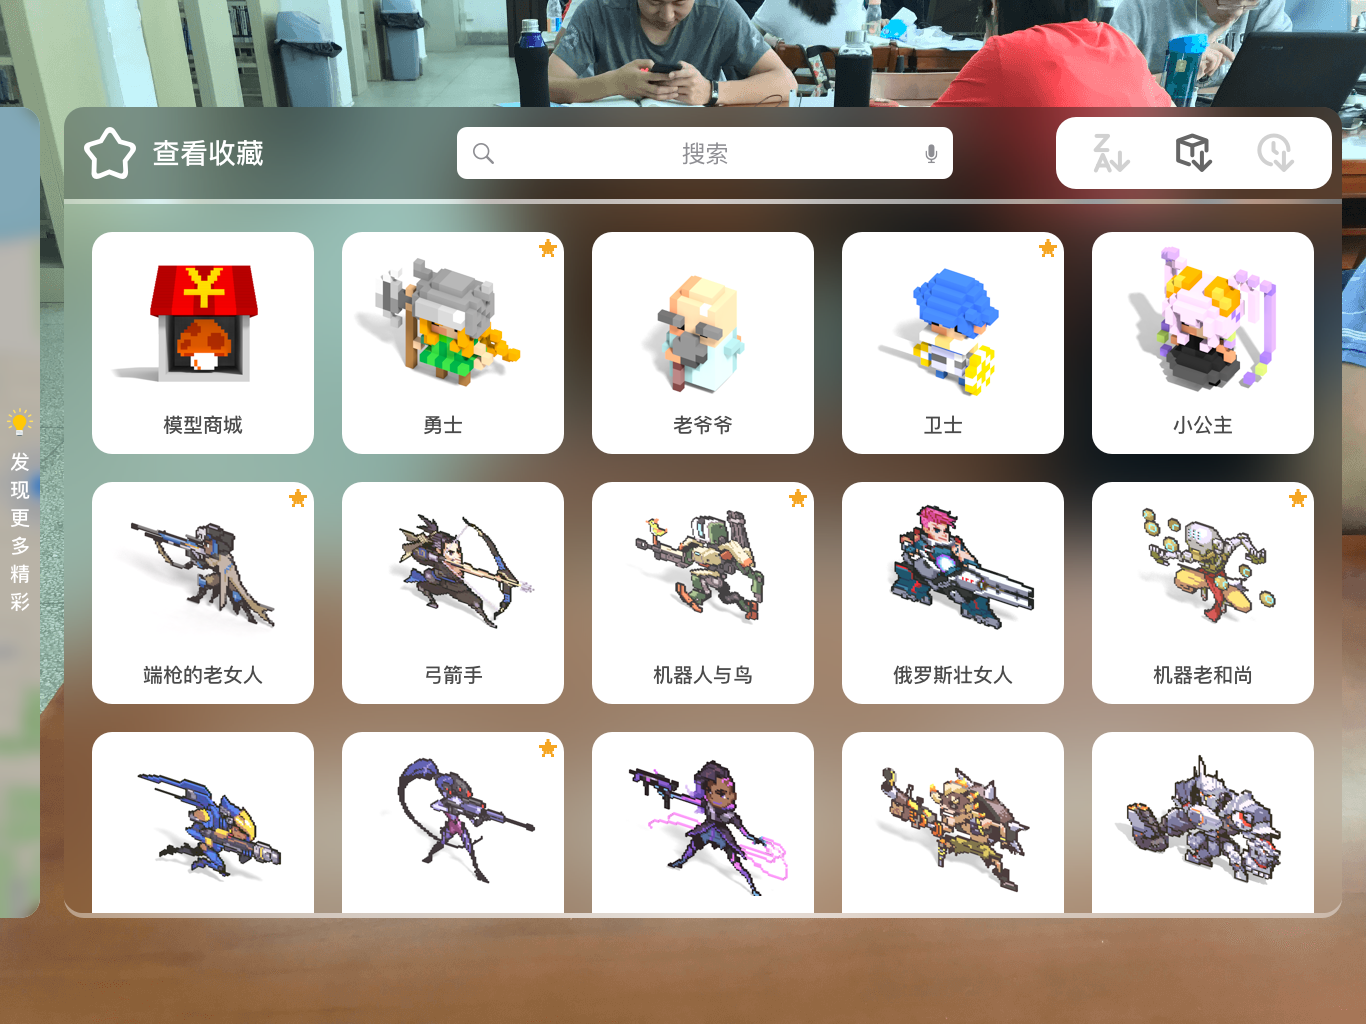 查看收藏
搜索
Z
A
¥
模型商城
勇士
老爷爷
卫士
小公主
端枪的老女人
弓箭手
机器人与鸟
俄罗斯壮女人
机器老和尚
发现更多精彩